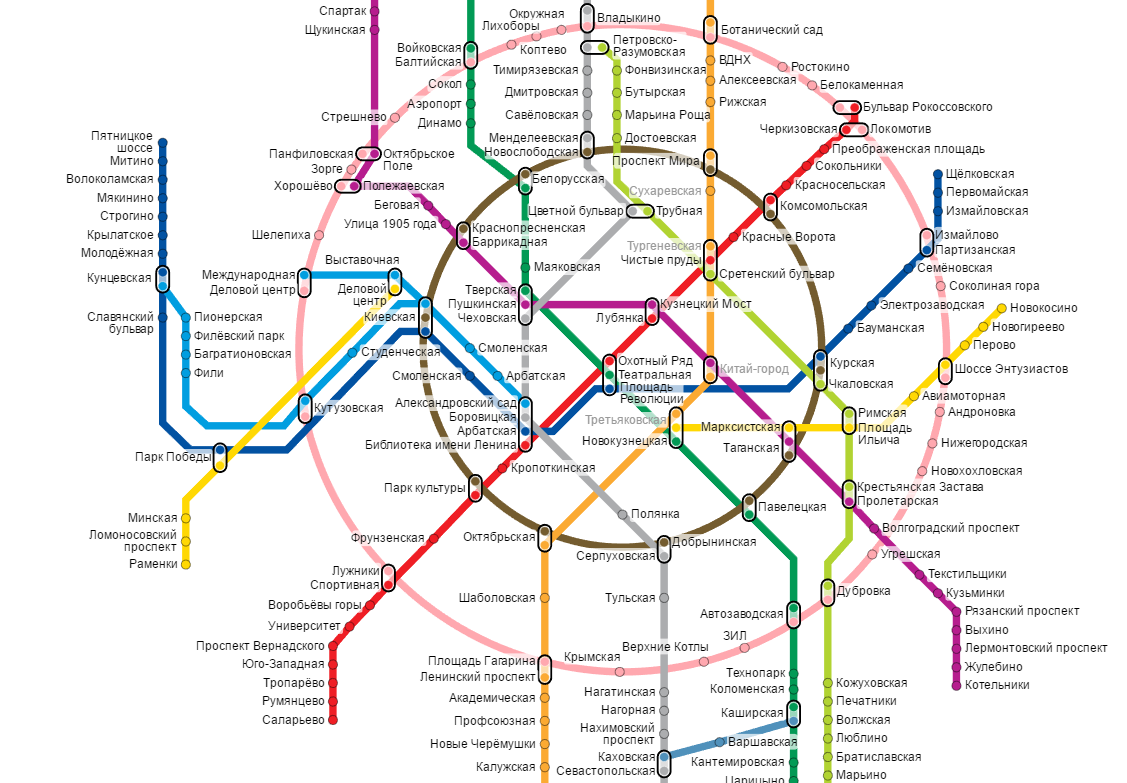 Спартак
Щукинская
Стрешнево
Панфиловская
Октябрьское
Поле
Зорге
Хорошёво
Полежаевская
Беговая
Улица 1905 года
Шелепиха
Краснопресненская
Баррикадная
Войковская
Балтийская
Сокол
Аэропорт
Динамо
Белорусская
Маяковская
Тверская
Пушкинская
Чеховская
Окружная
Лихоборы
Коптево
Владыкино
Петровско-
Разумовская
Тимирязевская
Фонвизинская
Дмитровская
Бутырская
Савёловская
Марьина Роща
Менделеевская
Новослободская
Достоевская
Цветной бульвар
Трубная
Ботанический сад
ВДНХ
Алексеевская
Рижская
Проспект Мира
Сухаревская
Тургеневская
Чистые пруды
Сретенский бульвар
Ростокино
Белокаменная
Бульвар Рокоссовского
Черкизовская
Локомотив
Преображенская площадь
Сокольники
Красносельская
Комсомольская
Красные Ворота
Щёлковская
Первомайская
Измайловская
Измайлово
Партизанская
Семёновская
Соколиная гора
Электрозаводская
Бауманская
Новокосино
Новогиреево
Перово
Шоссе Энтузиастов
Авиамоторная
Андроновка
Нижегородская
Новохохловская
Пятницкое
шоссе
Митино
Волоколамская
Мякинино
Строгино
Крылатское
Молодёжная
Кунцевская
Славянский
бульвар
Пионерская
Филёвский парк
Багратионовская
Фили
Международная
Деловой центр
Выставочная
Деловой
центр
Киевская
Студенческая
Кутузовская
Смоленская
Смоленская
Арбатская
Парк Победы
Минская
Ломоносовский
проспект
Раменки
Кузнецкий Мост
Лубянка
Охотный Ряд
Театральная
Площадь
Революции
Китай-город
Курская
Чкаловская
Александровский сад
Боровицкая
Арбатская
Библиотека имени Ленина
Третьяковская
Новокузнецкая
Марксистская
Таганская
Римская
Площадь
Ильича
Кропоткинская
Парк культуры
Полянка
Октябрьская
Добрынинская
Серпуховская
Павелецкая
Крестьянская Застава
Пролетарская
Волгоградский проспект
Угрешская
Текстильщики
Кузьминки
Рязанский проспект
Выхино
Лермонтовский проспект
Жулебино
Котельники
Дубровка
Фрунзенская
Лужники
Спортивная
Воробьёвы горы
Университет
Проспект Вернадского
Юго-Западная
Тропарёво
Румянцево
Саларьево
Шаболовская
Площадь Гагарина
Ленинский проспект
Крымская
Академическая
Профсоюзная
Новые Черёмушки
Калужская
Тульская
Верхние Котлы
ЗИЛ
Нагатинская
Нагорная
Нахимовский
проспект
Каховская
Севастопольская
Варшавская
Автозаводская
Технопарк
Коломенская
Каширская
Кантемировская
Царицыно
Кожуховская
Печатники
Волжская
Люблино
Братиславская
Марьино